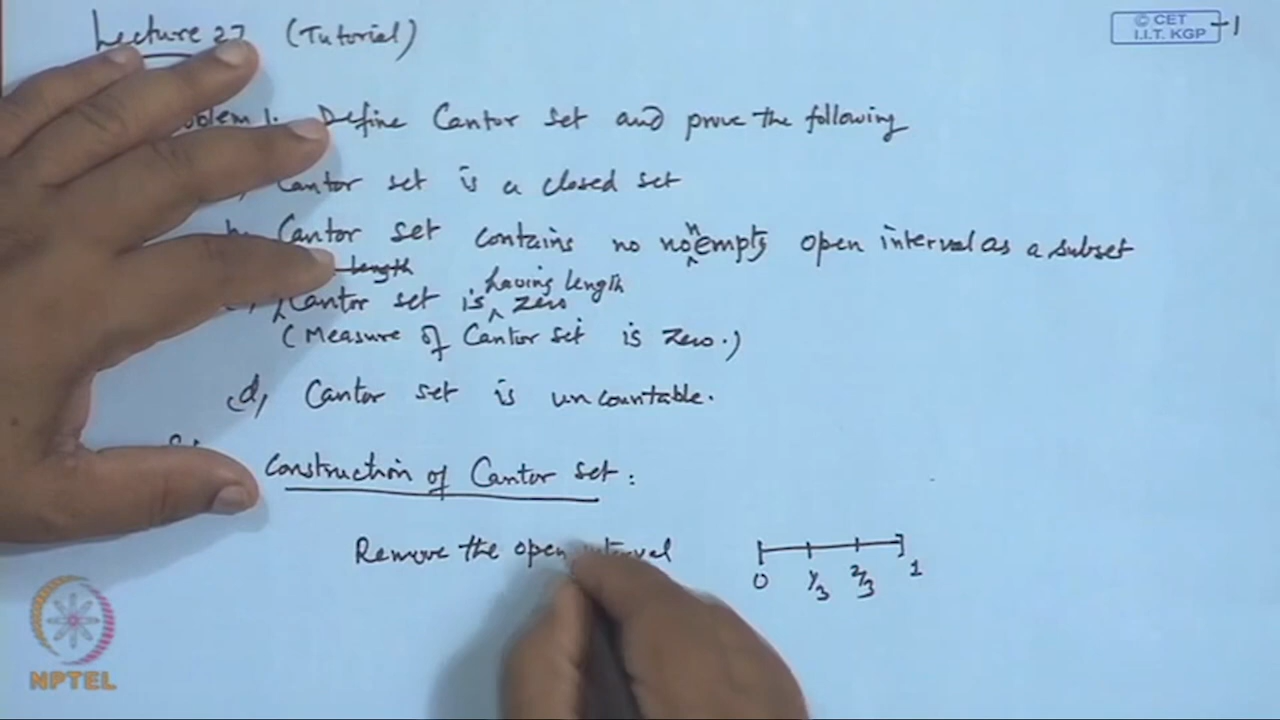 Lecture 27 (Tutorial)
© CET
I.I.T. KGP
-1
1. Define Cantor set and prove the following
Cantor set is a closed set
Cantor set contains no nonempty open interval as a subset
length
having length
Cantor set is zero
(Measure of Cantor set is zero.)
d, Cantor set is uncountable.
Construction of Cantor set :
Remove the open interval
0 1/3 2/3 1
NPTEL